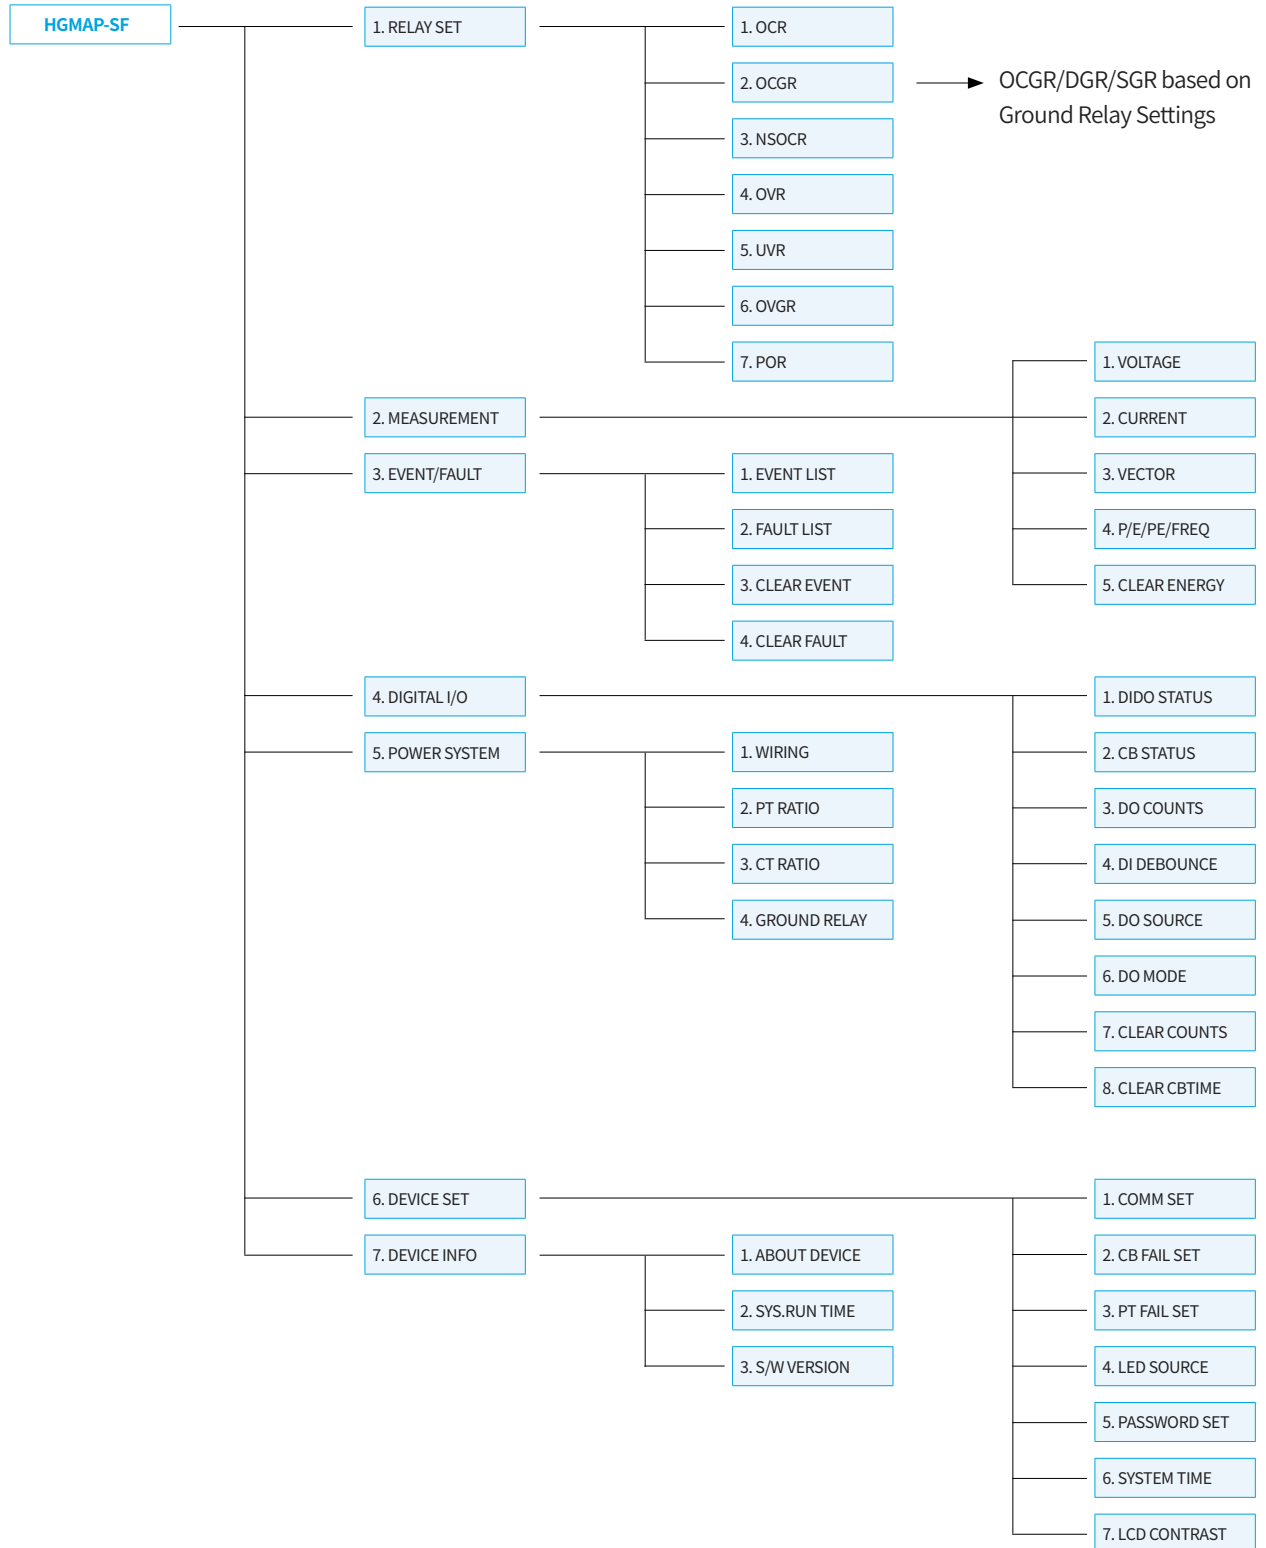 HGMAP-SF
1. RELAY SET
1. OCR
2. OCGR
OCGR/DGR/SGR based on
Ground Relay Settings
3. NSOCR
4. OVR
5. UVR
6. OVGR
7. POR
2. MEASUREMENT
1. VOLTAGE
2. CURRENT
3. VECTOR
4. P/E/PE/FREQ
5. CLEAR ENERGY
3. EVENT/FAULT
1. EVENT LIST
2. FAULT LIST
3. CLEAR EVENT
4. CLEAR FAULT
4. DIGITAL I/O
1. DIDO STATUS
2. CB STATUS
3. DO COUNTS
4. DI DEBOUNCE
5. DO SOURCE
6. DO MODE
7. CLEAR COUNTS
8. CLEAR CBTIME
5. POWER SYSTEM
1. WIRING
2. PT RATIO
3. CT RATIO
4. GROUND RELAY
6. DEVICE SET
1. COMM SET
2. CB FAIL SET
3. PT FAIL SET
4. LED SOURCE
5. PASSWORD SET
6. SYSTEM TIME
7. LCD CONTRAST
7. DEVICE INFO
1. ABOUT DEVICE
2. SYS.RUN TIME
3. S/W VERSION